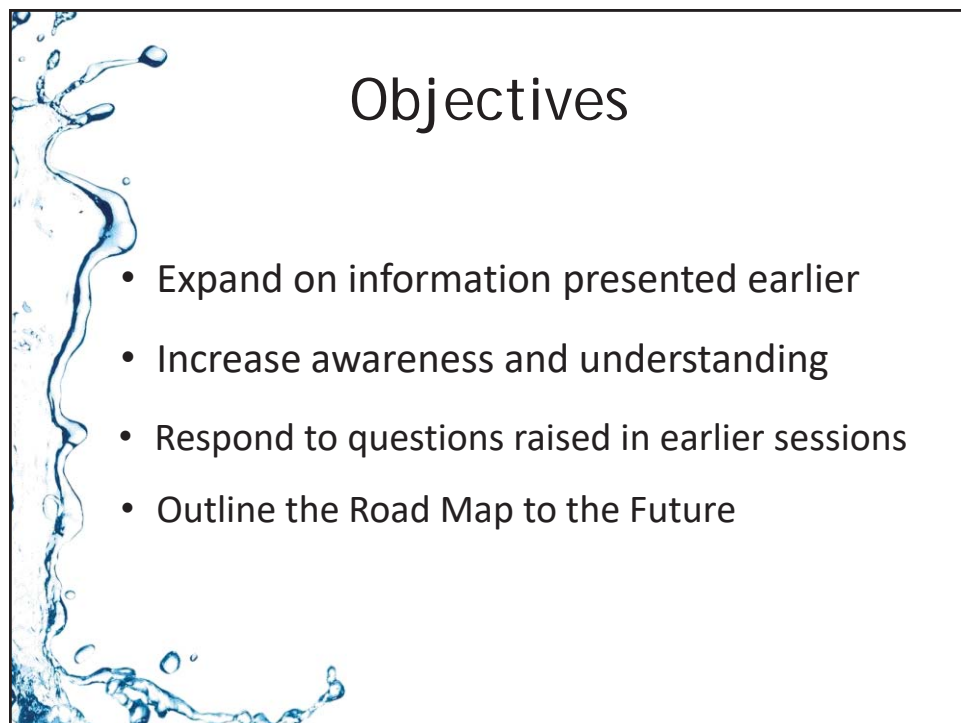 Objectives
• Expand on information presented earlier
• Increase awareness and understanding
• Respond to questions raised in earlier sessions
• Outline the Road Map to the Future